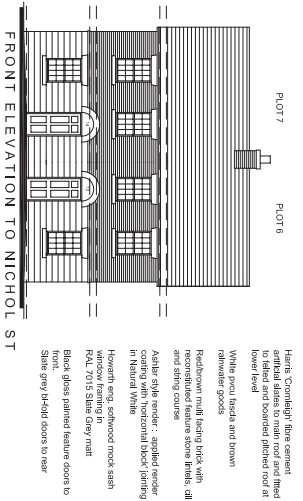 PLOT 7
PLOT 6
FRONT ELEVATION TO NICHOL ST
Harris 'Cromleigh' fibre cement
artificial slates to main roof and fitted
to felted and boarded pitched roof at
lower level
White pvcu fascia and brown
rainwater goods
Red/brown multi facing brick with
reconstituted feature stone lintels, cill
and string course
Ashlar style render - applied render
coating with 'horizontal block' jointing
in Natural White
Howarth eng. softwood mock sash
window framing in
RAL 7015 Slate Grey matt
Black gloss painted feature doors to
front.
Slate grey bi-fold doors to rear